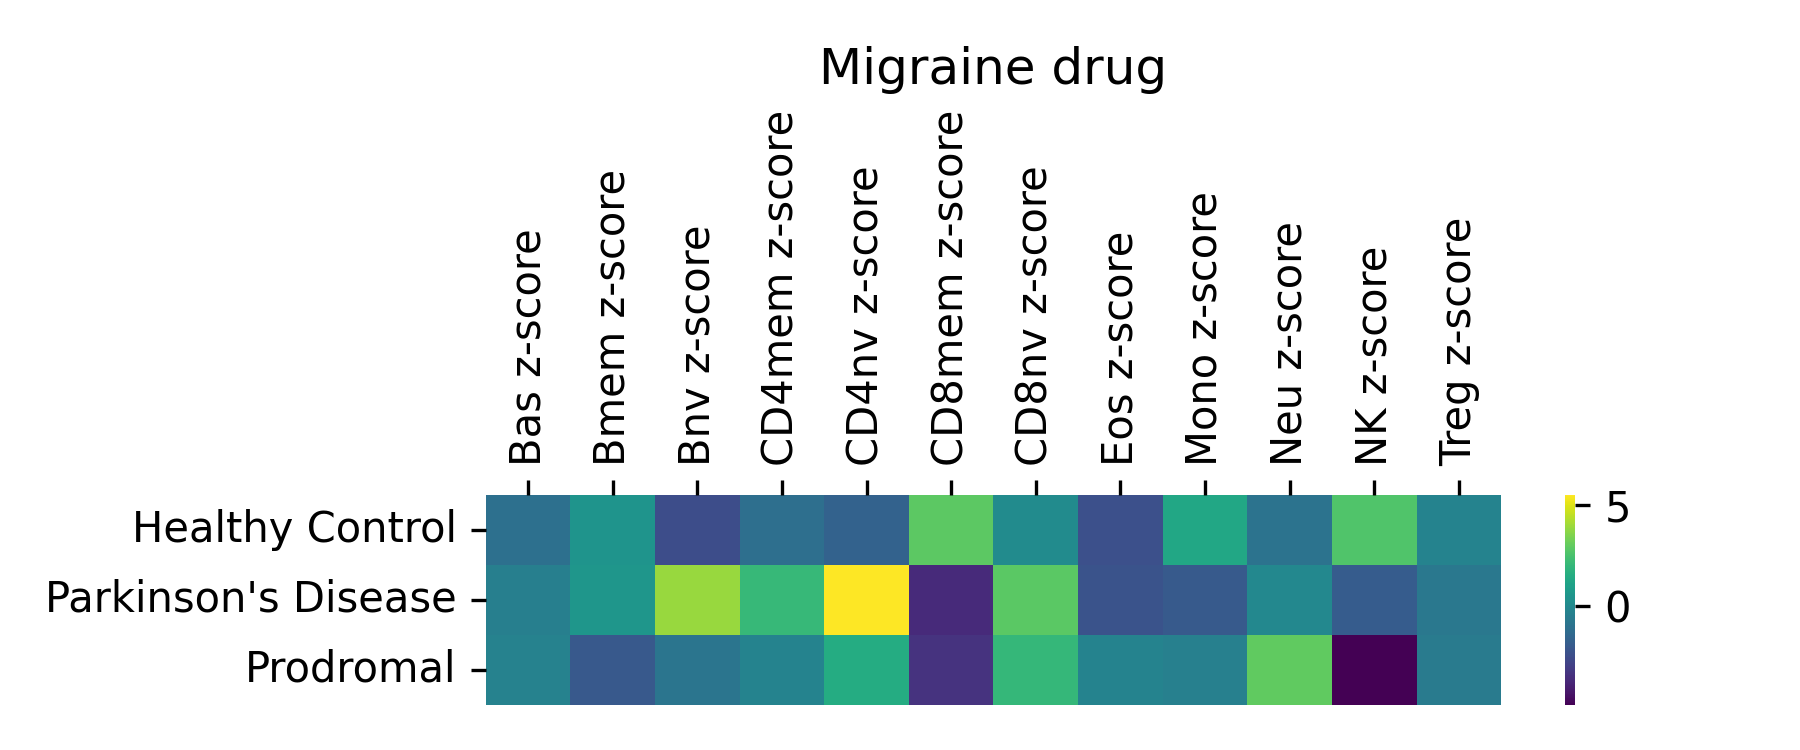 Migraine drug
Bas z-score
Bmem z-score
Bnv z-score
CD4mem z-score
CD4nv z-score
CD8mem z-score
CD8nv z-score
Eos z-score
Mono z-score
Neu z-score
NK z-score
Treg z-score
Healthy Control
Parkinson's Disease
Prodromal
5
0